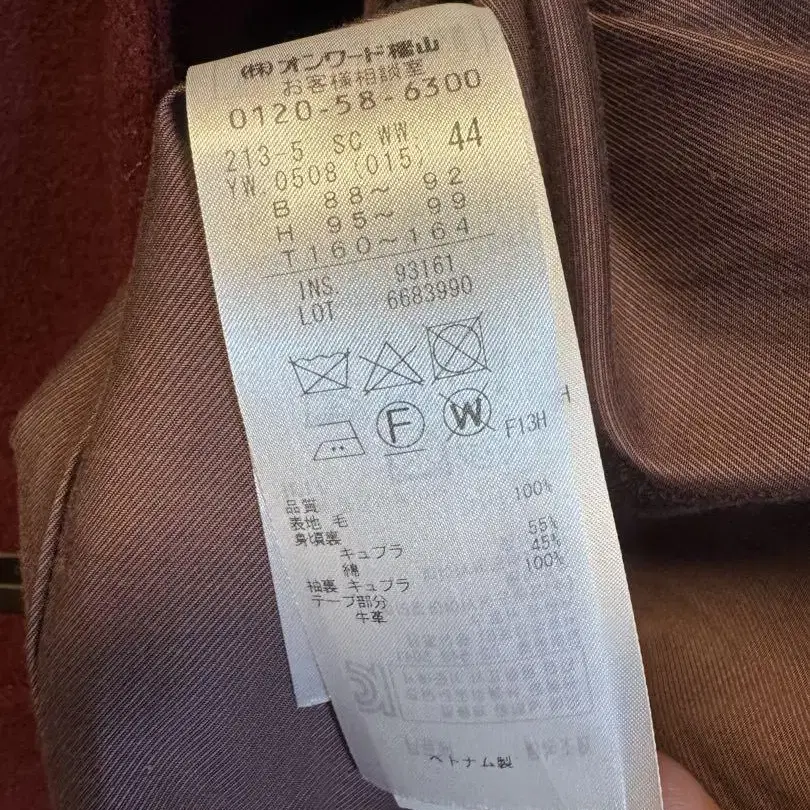 (株)オンワード樫山
お客様相談室
0120-58-6300
213-5 SC WW 44
YW 0508 (015)
B 88～ 92
H 95～ 99
T 160～164
INS. 93161
LOT 6683990
F W F13H
品質
表地 毛 100%
身頃裏
キュプラ 55%
綿 45%
袖裏 キュプラ 100%
テープ部分
牛革
ベトナム製